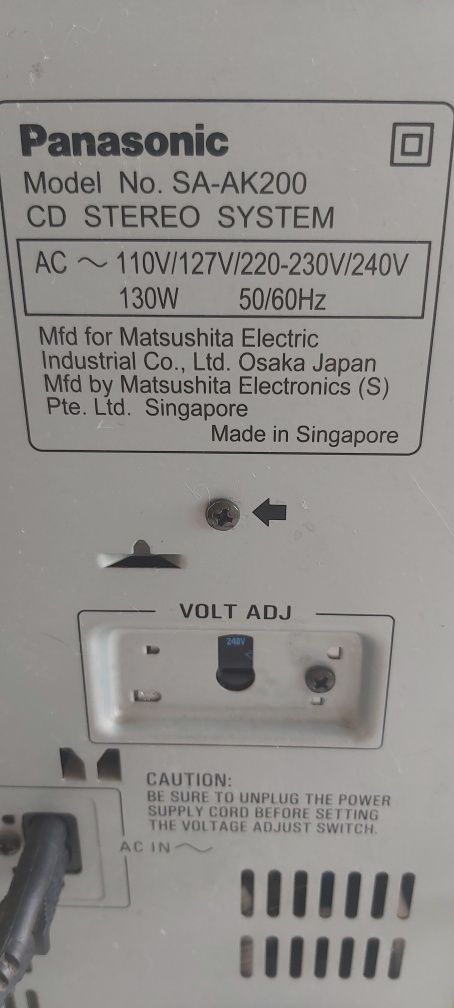 Panasonic
Model No. SA-AK200
CD STEREO SYSTEM
AC ～ 110V/127V/220-230V/240V
130W 50/60Hz
Mfd for Matsushita Electric
Industrial Co., Ltd. Osaka Japan
Mfd by Matsushita Electronics (S)
Pte. Ltd. Singapore
Made in Singapore
VOLT ADJ
240V
CAUTION:
BE SURE TO UNPLUG THE POWER
SUPPLY CORD BEFORE SETTING
THE VOLTAGE ADJUST SWITCH.
AC IN ～